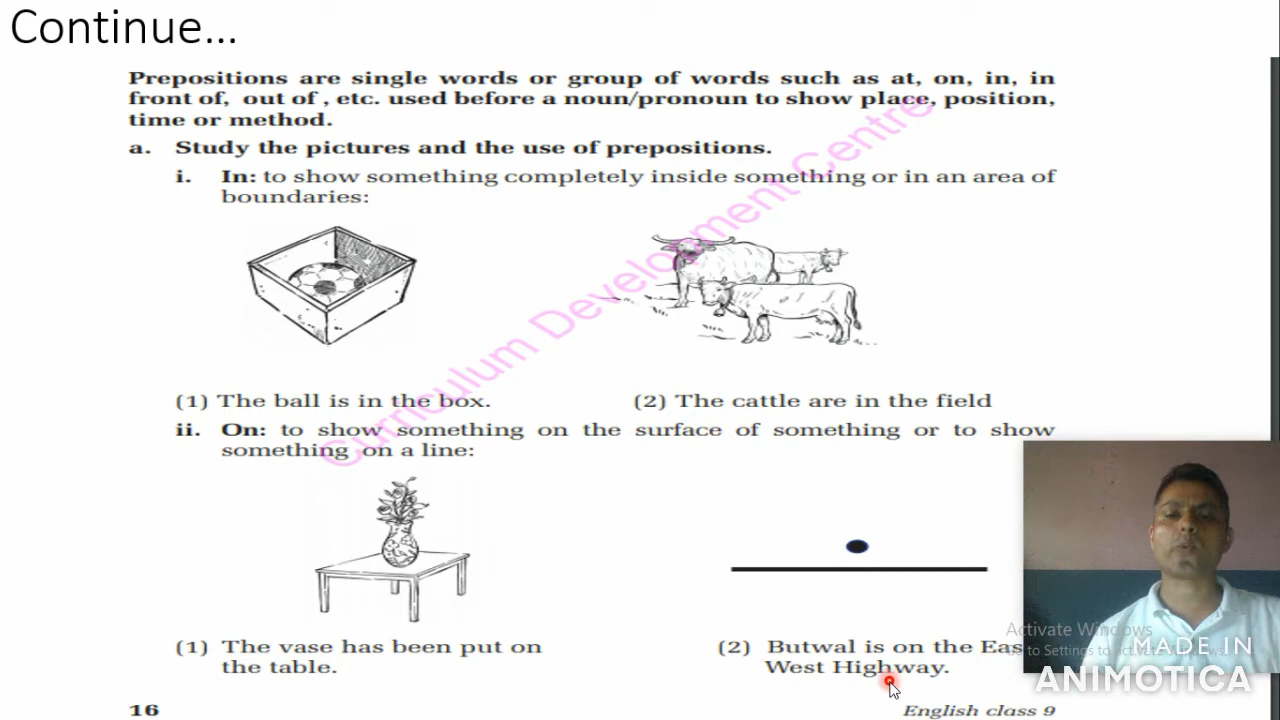 Continue...
Prepositions are single words or group of words such as at, on, in, in
front of, out of , etc. used before a noun/pronoun to show place, position,
time or method.
a. Study the pictures and the use of prepositions.
i. In: to show something completely inside something or in an area of
boundaries:
Curriculum Development Centre
(1) The ball is in the box.
(2) The cattle are in the field
ii. On: to show something on the surface of something or to show
something on a line:
(1) The vase has been put on
the table.
(2) Butwal is on the Eas
West Highway.
Activate Windows
to Settings to
MADE IN
ANIMOTICA
16
English class 9